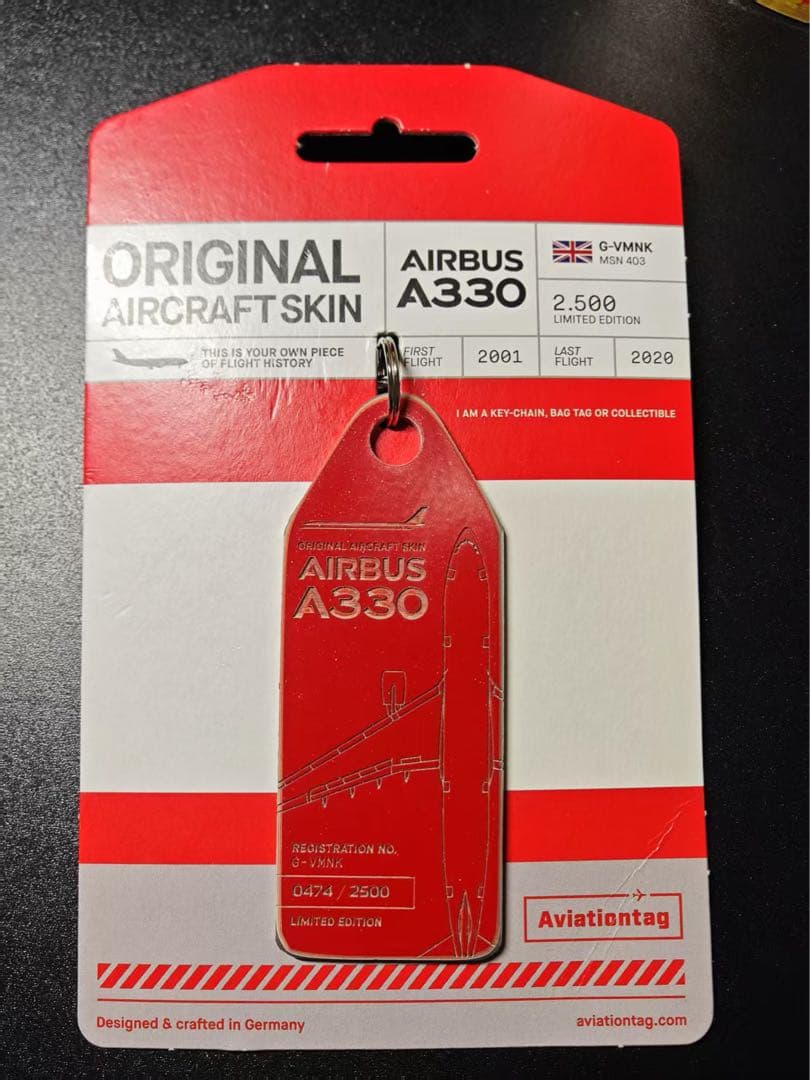 ORIGINAL
AIRCRAFT SKIN
AIRBUS
A330
G-VMNK
MSN 403
2.500
LIMITED EDITION
THIS IS YOUR OWN PIECE
OF FLIGHT HISTORY
FIRST
FLIGHT
2001
LAST
FLIGHT
2020
I AM A KEY-CHAIN, BAG TAG OR COLLECTIBLE
ORIGINAL AIRCRAFT SKIN
AIRBUS
A330
REGISTRATION NO.
G-VMNK
0474 / 2500
LIMITED EDITION
Aviationtag
Designed & crafted in Germany
aviationtag.com